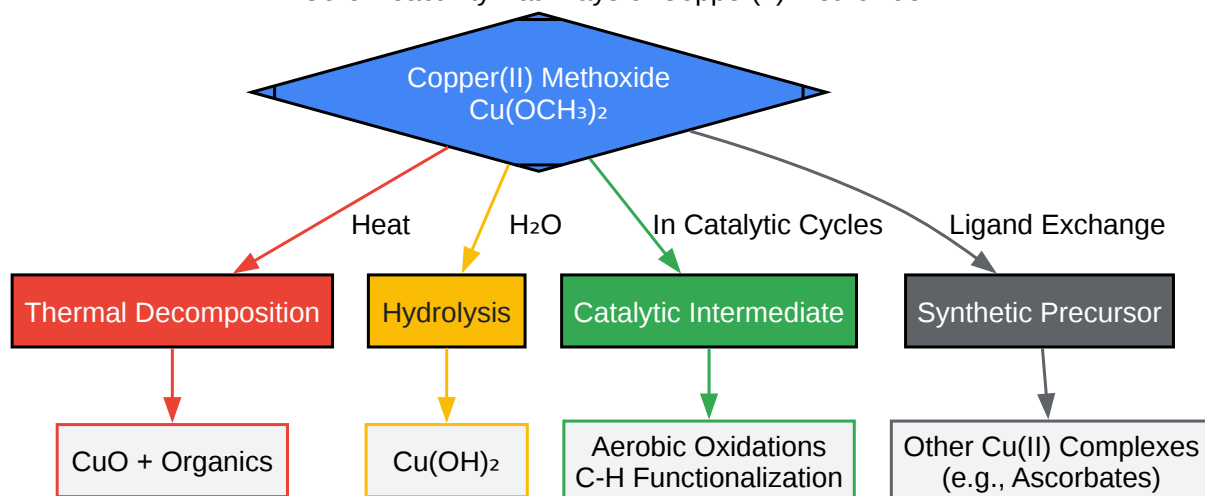 Copper(II) Methoxide
Cu(OCH₃)₂
Heat
H₂O
In Catalytic Cycles
Ligand Exchange
Thermal Decomposition
Hydrolysis
Catalytic Intermediate
Synthetic Precursor
CuO + Organics
Cu(OH)₂
Aerobic Oxidations
C-H Functionalization
Other Cu(II) Complexes
(e.g., Ascorbates)